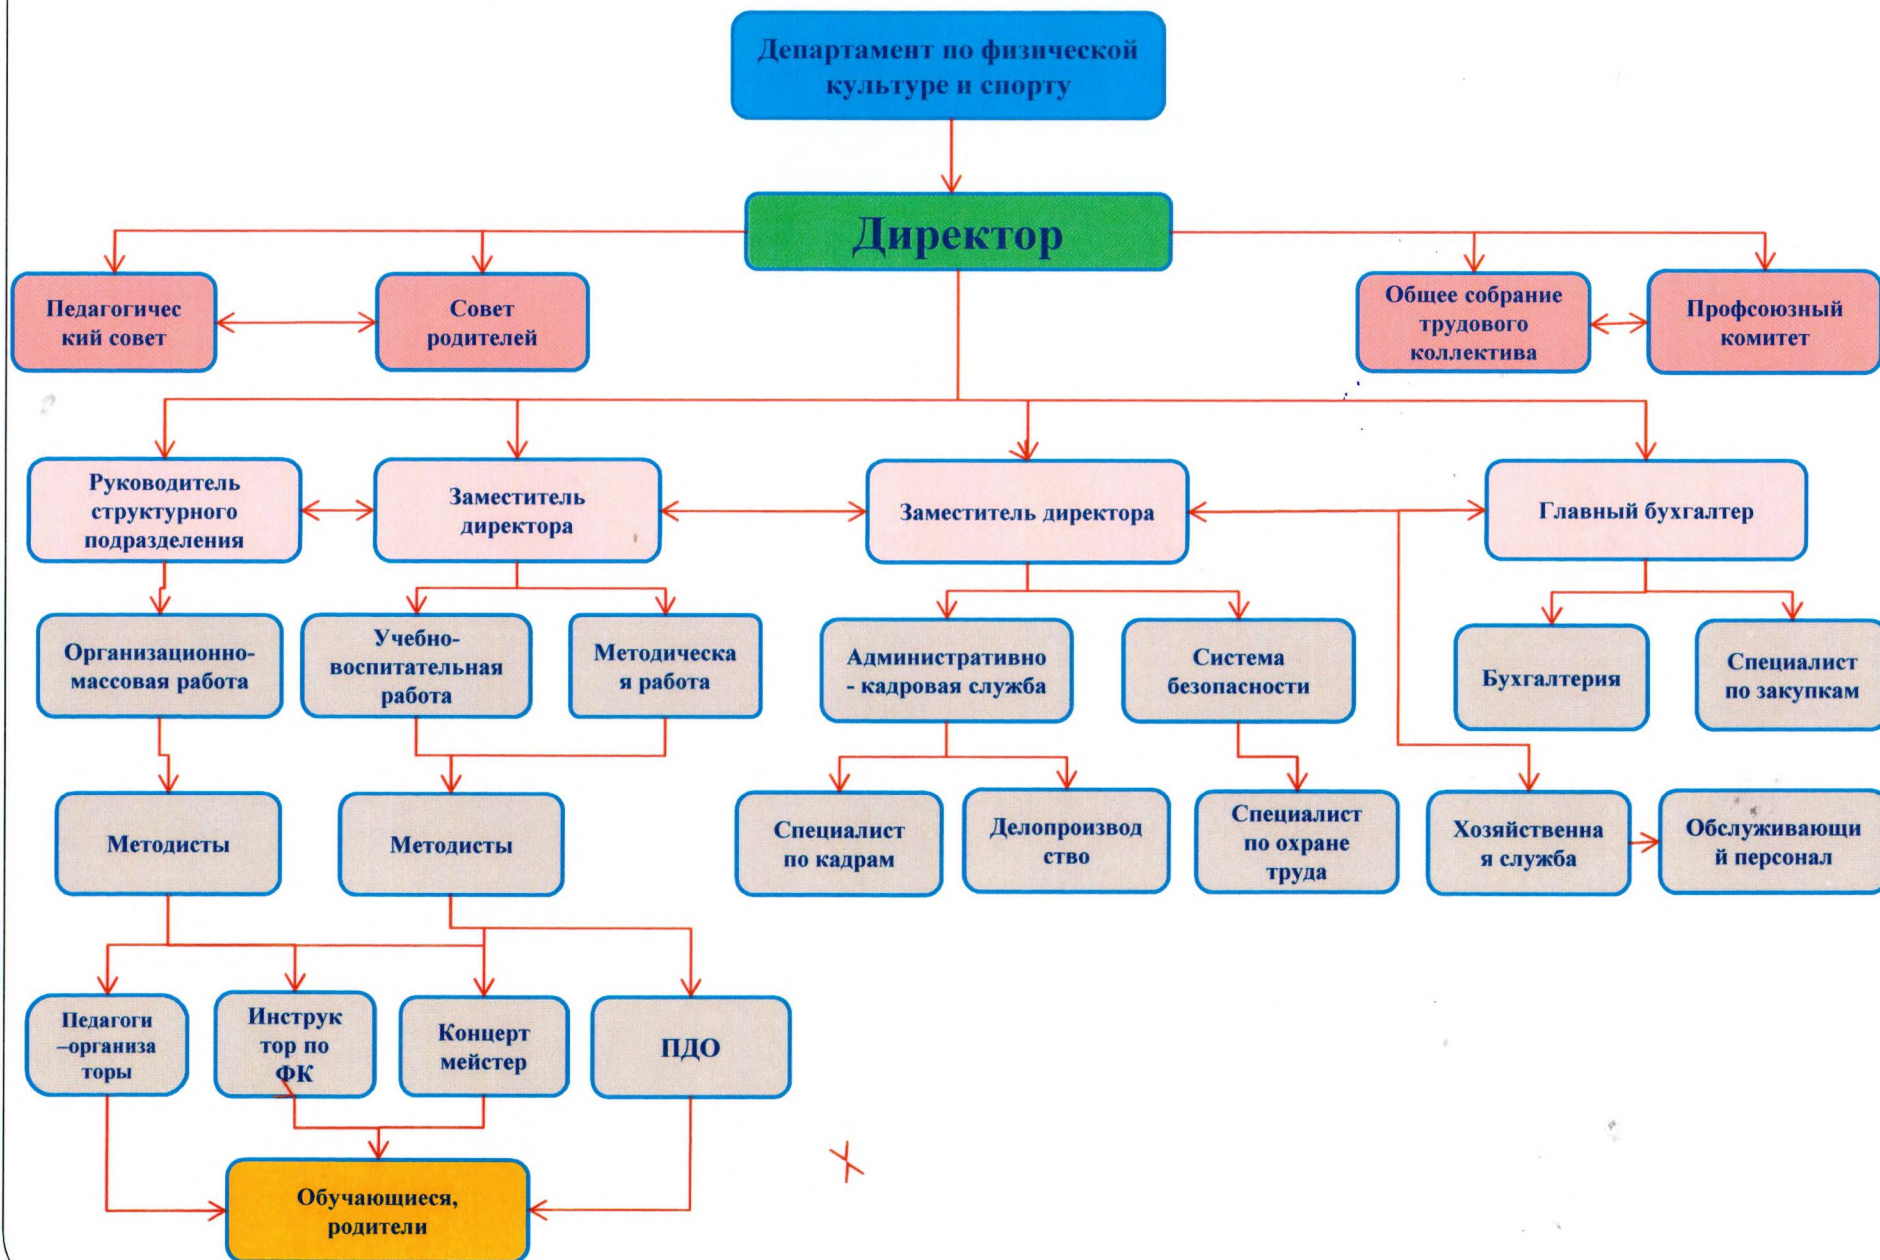 Департамент по физической
культуре и спорту
Директор
Педагогичес
кий совет
Совет
родителей
Общее собрание
трудового
коллектива
Профсоюзный
комитет
Руководитель
структурного
подразделения
Заместитель
директора
Заместитель директора
Главный бухгалтер
Организационно-
массовая работа
Учебно-
воспитательная
работа
Методическа
я работа
Административно
- кадровая служба
Система
безопасности
Бухгалтерия
Специалист
по закупкам
Методисты
Методисты
Специалист
по кадрам
Делопроизвод
ство
Специалист
по охране
труда
Хозяйственна
я служба
Обслуживающи
й персонал
Педагоги
–организа
торы
Инструк
тор по
ФК
Концерт
мейстер
ПДО
Обучающиеся,
родители